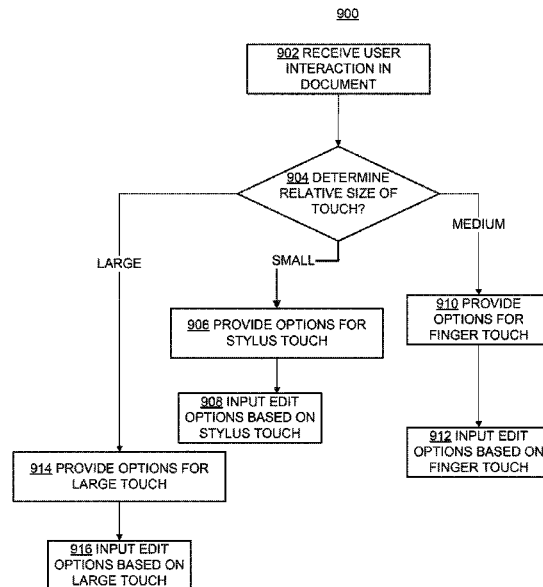 900
902 RECEIVE USER
INTERACTION IN
DOCUMENT
904 DETERMINE
RELATIVE SIZE OF
TOUCH?
LARGE
SMALL
MEDIUM
906 PROVIDE OPTIONS FOR
STYLUS TOUCH
908 INPUT EDIT
OPTIONS BASED ON
STYLUS TOUCH
910 PROVIDE
OPTIONS FOR
FINGER TOUCH
912 INPUT EDIT
OPTIONS BASED ON
FINGER TOUCH
914 PROVIDE OPTIONS FOR
LARGE TOUCH
916 INPUT EDIT
OPTIONS BASED ON
LARGE TOUCH